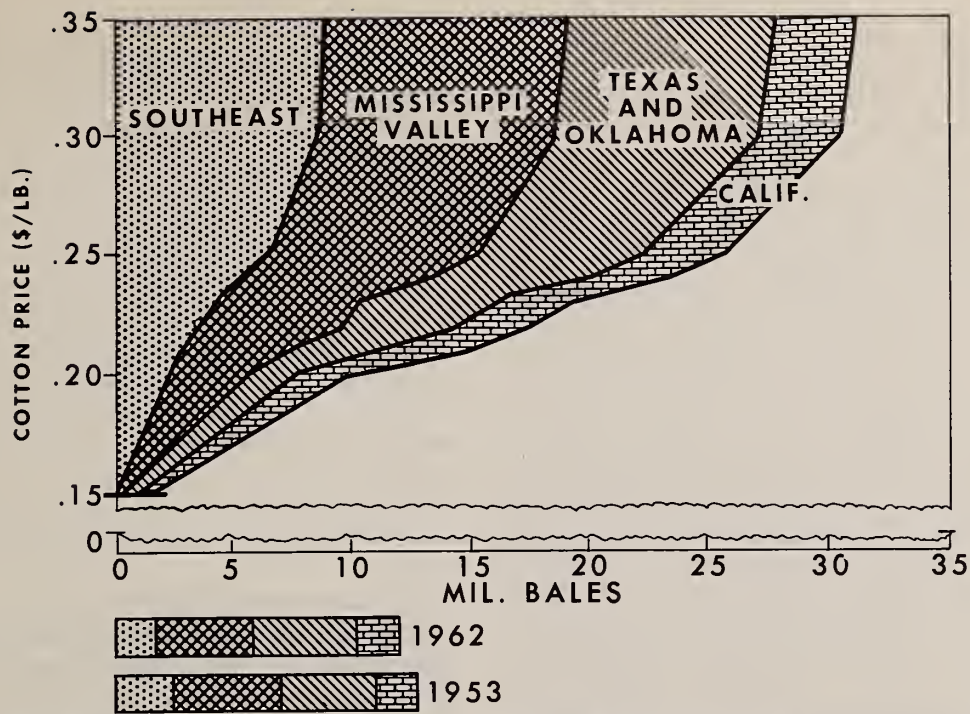 COTTON PRICE ($/LB.)
.35
.30
.25
.20
.15
0
SOUTHEAST
MISSISSIPPI
VALLEY
TEXAS
AND
OKLAHOMA
CALIF.
0 5 10 15 20 25 30 35
MIL. BALES
1962
1953